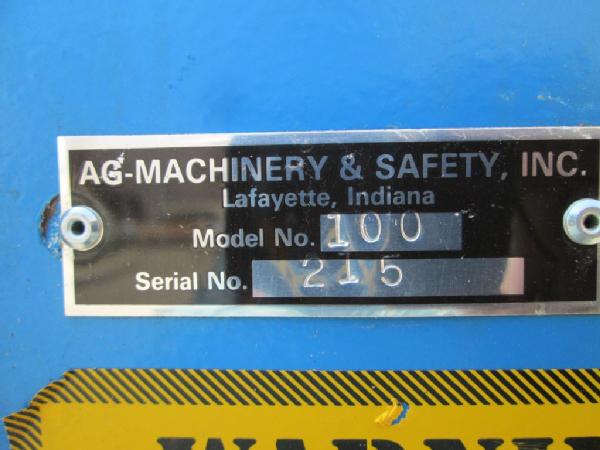 AG-MACHINERY & SAFETY, INC.
Lafayette, Indiana
Model No. 100
Serial No. 215